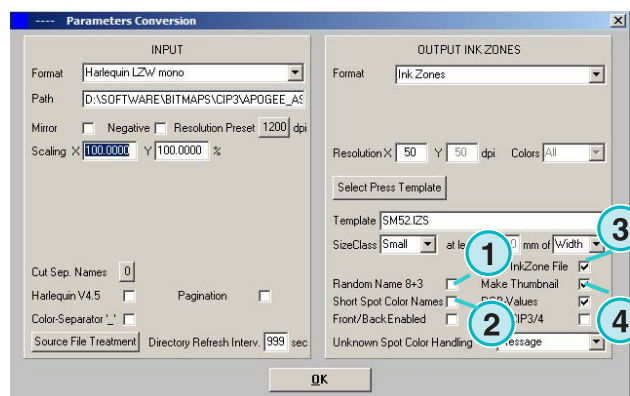 ---- Parameters Conversion
INPUT
Format Harlequin LZW mono
Path D:\SOFTWARE\BITMAPS\CIP3\APOGEE_AS
Mirror Negative Resolution Preset 1200 dpi
Scaling X 100.0000 Y 100.0000 %
Cut Sep. Names 0
Harlequin V4.5 Pagination
Color-Separator '_'
Source File Treatment Directory Refresh Interv. 999 sec
OUTPUT INK ZONES
Format Ink Zones
Resolution X 50 Y 50 dpi Colors All
Select Press Template
Template SM52.IZS
SizeClass Small at mm of Width
InkZone File
Random Name 8+3 Make Thumbnail
Short Spot Color Names Values
Front/Back Enabled CIP3/4
Unknown Spot Color Handling
1
2
3
4
OK